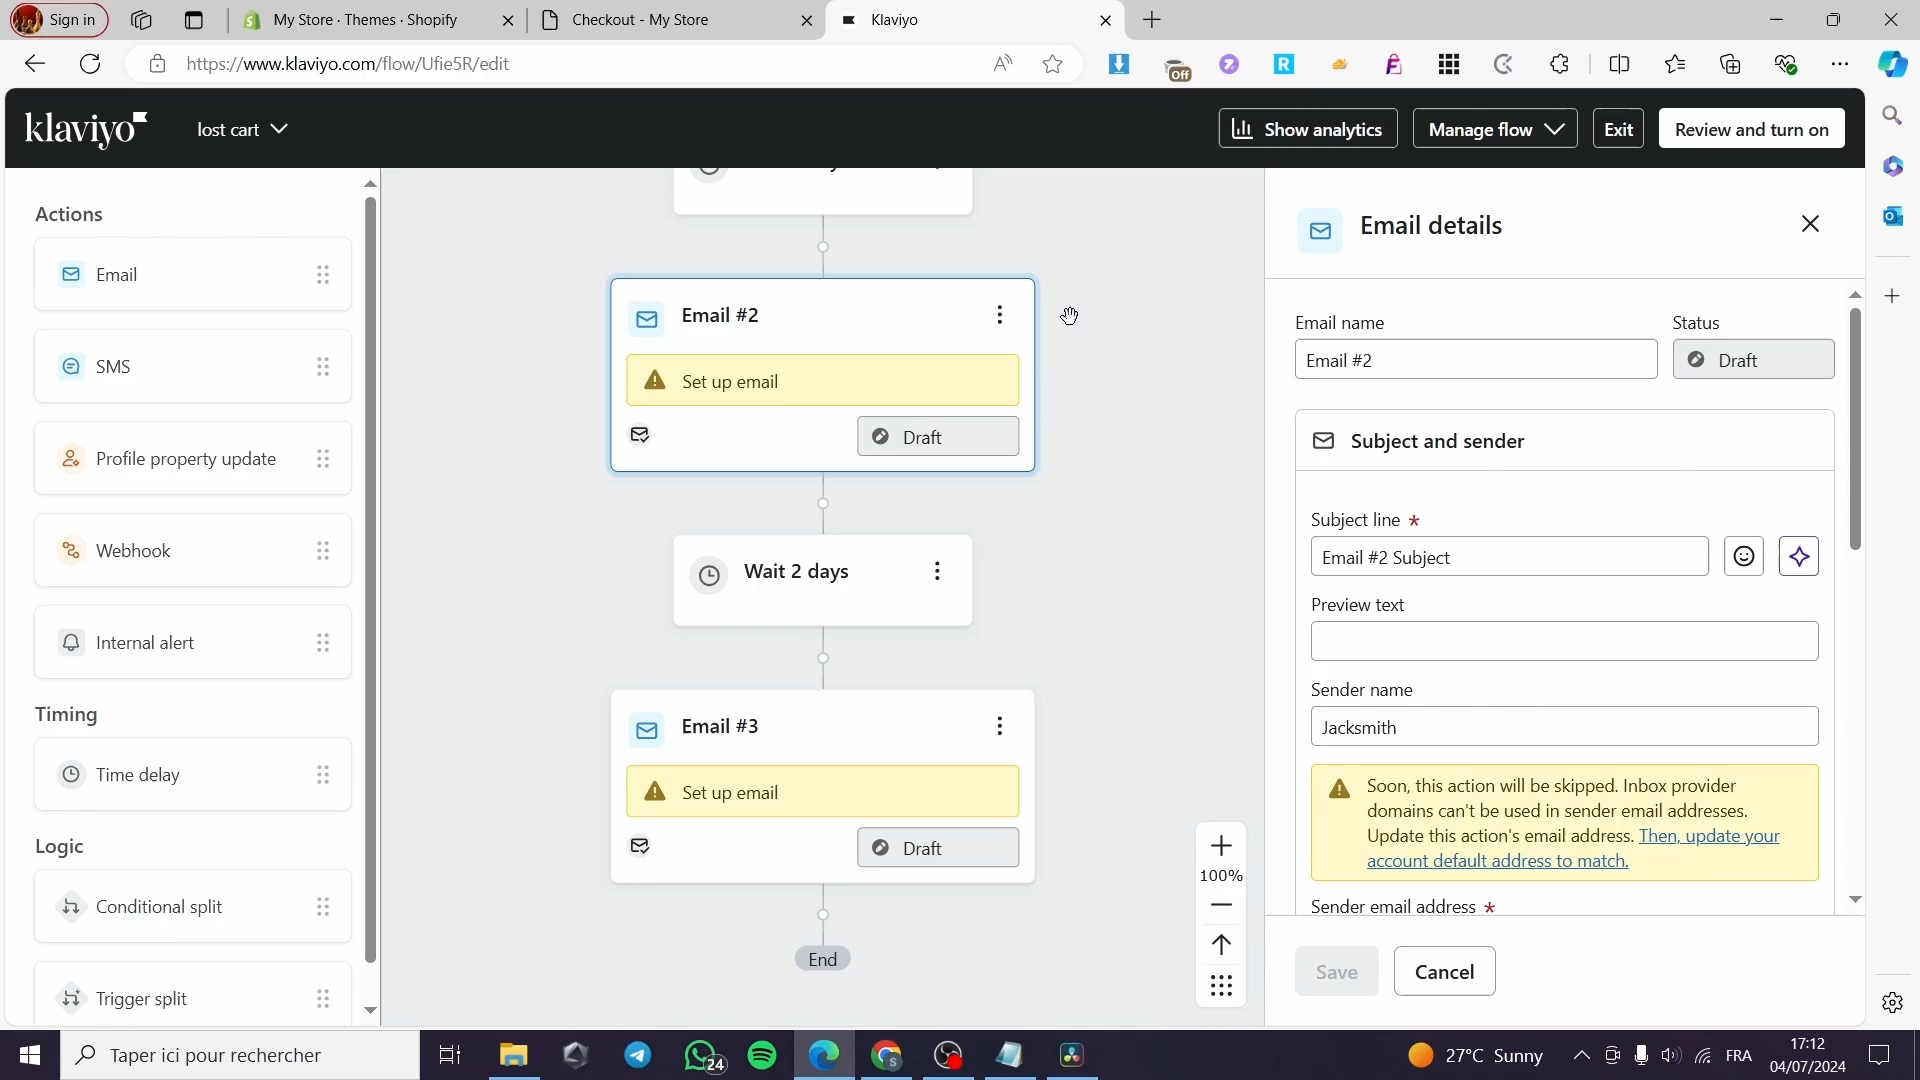 Sign in
My Store · Themes · Shopify
Checkout - My Store
Klaviyo
https://www.klaviyo.com/flow/Ufie5R/edit
Off
klaviyo
lost cart
Show analytics
Manage flow
Exit
Review and turn on
Actions
Email
SMS
Profile property update
Webhook
Internal alert
Timing
Time delay
Logic
Conditional split
Trigger split
Email #2
Set up email
Draft
Wait 2 days
Email #3
Set up email
Draft
End
100%
Email details
Email name
Status
Email #2
Draft
Subject and sender
Subject line *
Email #2 Subject
Preview text
Sender name
Jacksmith
Soon, this action will be skipped. Inbox provider
domains can't be used in sender email addresses.
Update this action's email address. Then, update your
account default address to match.
Sender email address *
Save
Cancel
Taper ici pour rechercher
24
27°C Sunny
FRA
17:12
04/07/2024